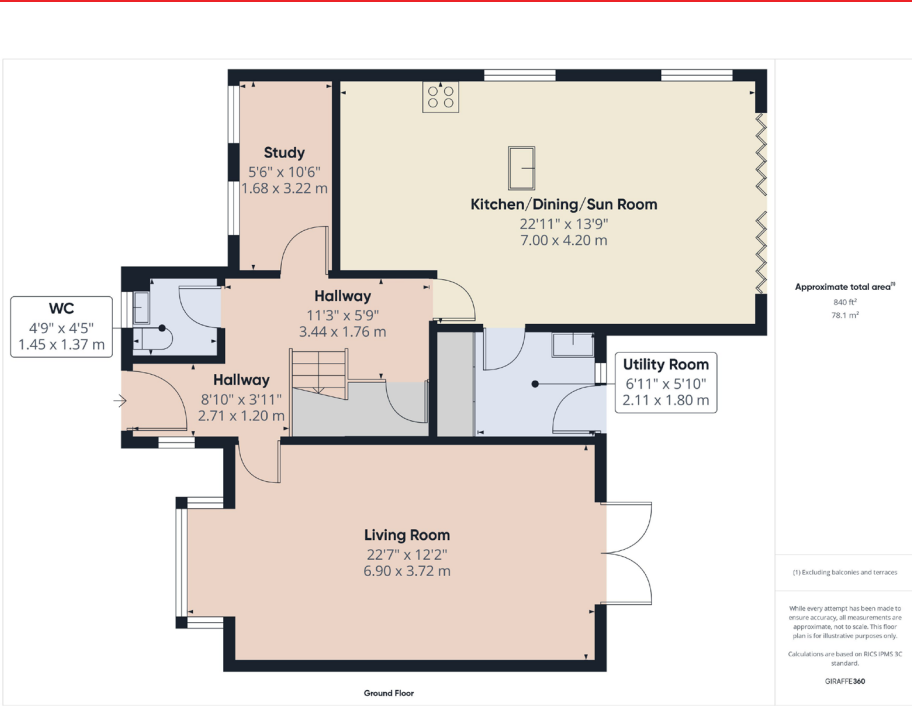 Study
5'6" x 10'6"
1.68 x 3.22 m
Kitchen/Dining/Sun Room
22'11" x 13'9"
7.00 x 4.20 m
WC
4'9" x 4'5"
1.45 x 1.37 m
Hallway
11'3" x 5'9"
3.44 x 1.76 m
Hallway
8'10" x 3'11"
2.71 x 1.20 m
Utility Room
6'11" x 5'10"
2.11 x 1.80 m
Living Room
22'7" x 12'2"
6.90 x 3.72 m
Ground Floor
Approximate total area(1)
840 ft²
78.1 m²
(1) Excluding balconies and terraces
While every attempt has been made to
ensure accuracy, all measurements are
approximate, not to scale. This floor
plan is for illustrative purposes only.
Calculations are based on RICS IPMS 3C
standard.
GIRAFFE360